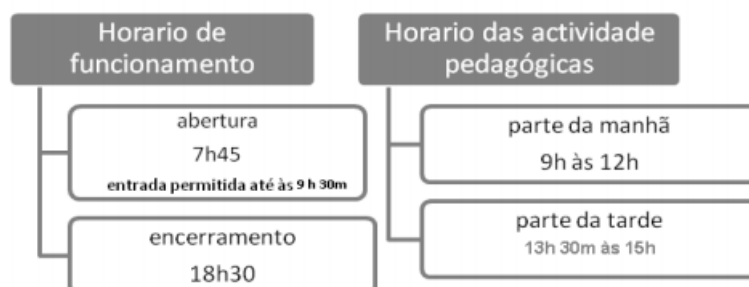 Horario de
funcionamento
abertura
7h45
entrada permitida até às 9 h 30m
encerramento
18h30
Horario das actividade
pedagógicas
parte da manhã
9h às 12h
parte da tarde
13h 30m às 15h